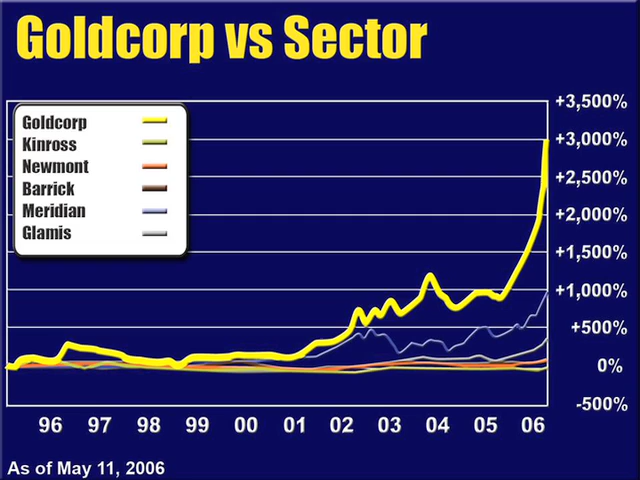 Goldcorp vs Sector
Goldcorp
Kinross
Newmont
Barrick
Meridian
Glamis
+3,500%
+3,000%
+2,500%
+2,000%
+1,500%
+1,000%
+500%
0%
-500%
96 97 98 99 00 01 02 03 04 05 06
As of May 11, 2006